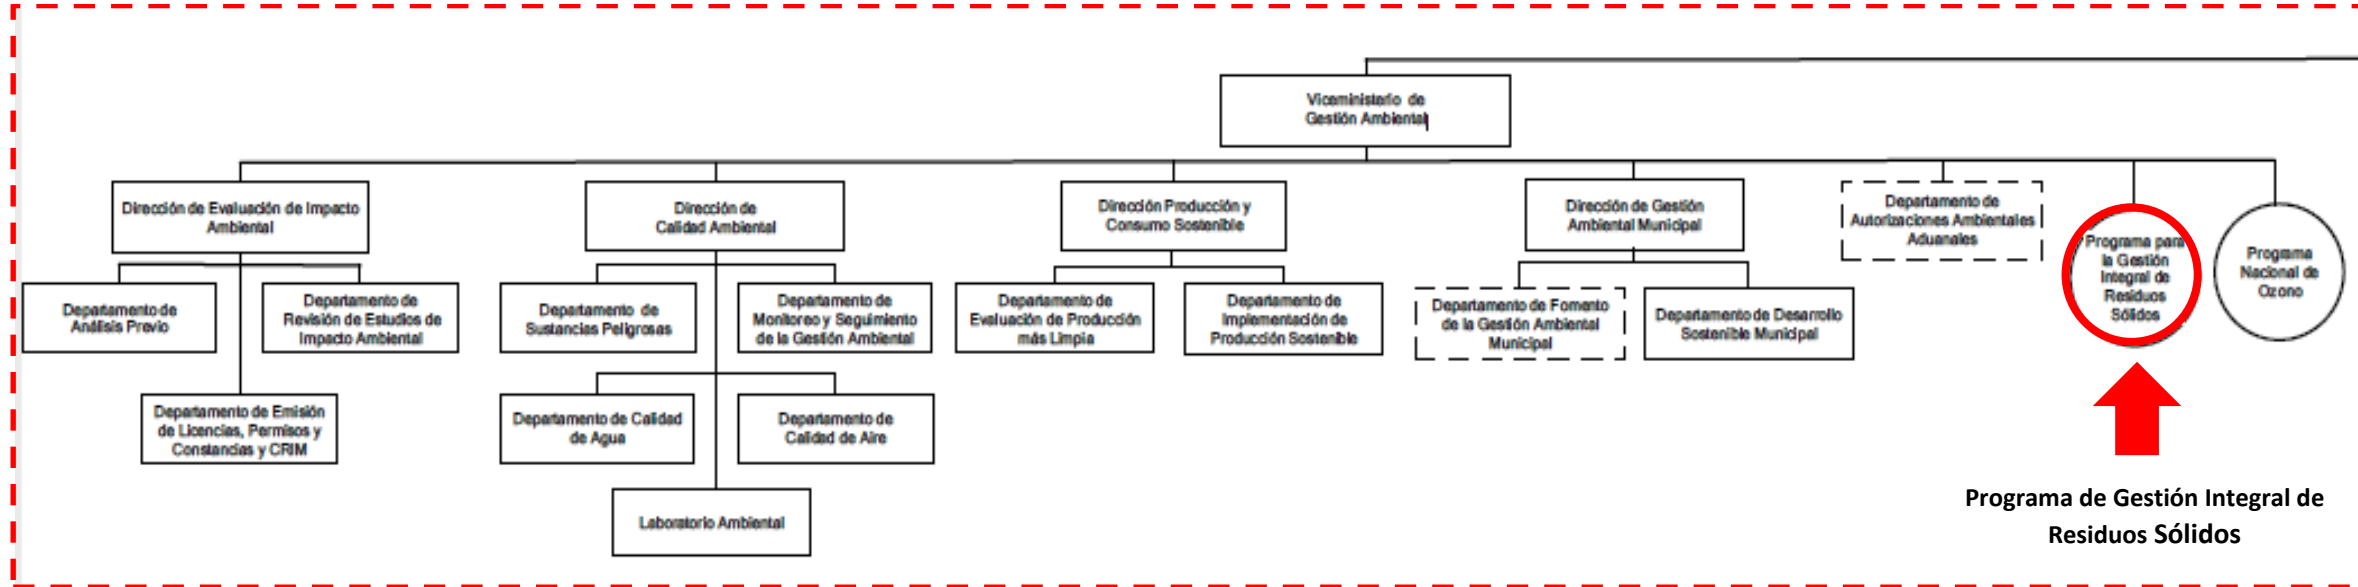 Viceministerio de
Gestión Ambiental
Dirección de Evaluación de Impacto
Ambiental
Dirección de
Calidad Ambiental
Dirección Producción y
Consumo Sostenible
Dirección de Gestión
Ambiental Municipal
Departamento de
Autorizaciones Ambientales
Aduanales
Programa para
la Gestión
Integral de
Residuos
Sólidos
Programa
Nacional de
Ozono
Departamento de
Análisis Previo
Departamento de
Revisión de Estudios de
Impacto Ambiental
Departamento de
Sustancias Peligrosas
Departamento de
Monitoreo y Seguimiento
de la Gestión Ambiental
Departamento de
Evaluación de Producción
más Limpia
Departamento de
Implementación de
Producción Sostenible
Departamento de Fomento
de la Gestión Ambiental
Municipal
Departamento de Desarrollo
Sostenible Municipal
Departamento de Emisión
de Licencias, Permisos y
Constancias y CRIM
Departamento de Calidad
de Agua
Departamento de
Calidad de Aire
Laboratorio Ambiental
Programa de Gestión Integral de
Residuos Sólidos